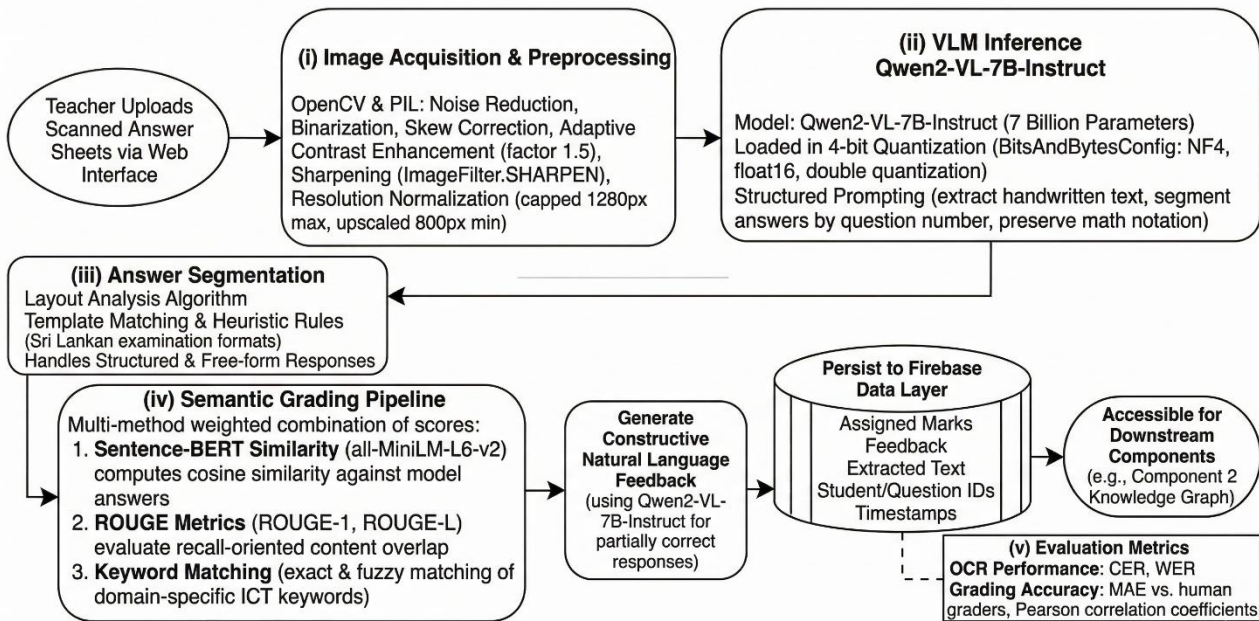 Teacher Uploads
Scanned Answer
Sheets via Web
Interface
(i) Image Acquisition & Preprocessing
OpenCV & PIL: Noise Reduction,
Binarization, Skew Correction, Adaptive
Contrast Enhancement (factor 1.5),
Sharpening (ImageFilter.SHARPEN),
Resolution Normalization (capped 1280px
max, upscaled 800px min)
(ii) VLM Inference
Qwen2-VL-7B-Instruct
Model: Qwen2-VL-7B-Instruct (7 Billion Parameters)
Loaded in 4-bit Quantization (BitsAndBytesConfig: NF4,
float16, double quantization)
Structured Prompting (extract handwritten text, segment
answers by question number, preserve math notation)
(iii) Answer Segmentation
Layout Analysis Algorithm
Template Matching & Heuristic Rules
(Sri Lankan examination formats)
Handles Structured & Free-form Responses
(iv) Semantic Grading Pipeline
Multi-method weighted combination of scores:
1. Sentence-BERT Similarity (all-MiniLM-L6-v2)
computes cosine similarity against model
answers
2. ROUGE Metrics (ROUGE-1, ROUGE-L)
evaluate recall-oriented content overlap
3. Keyword Matching (exact & fuzzy matching of
domain-specific ICT keywords)
Generate
Constructive
Natural Language
Feedback
(using Qwen2-VL-
7B-Instruct for
partially correct
responses)
Persist to Firebase
Data Layer
Assigned Marks
Feedback
Extracted Text
Student/Question IDs
Timestamps
Accessible for
Downstream
Components
(e.g., Component 2
Knowledge Graph)
(v) Evaluation Metrics
OCR Performance: CER, WER
Grading Accuracy: MAE vs. human
graders, Pearson correlation coefficients